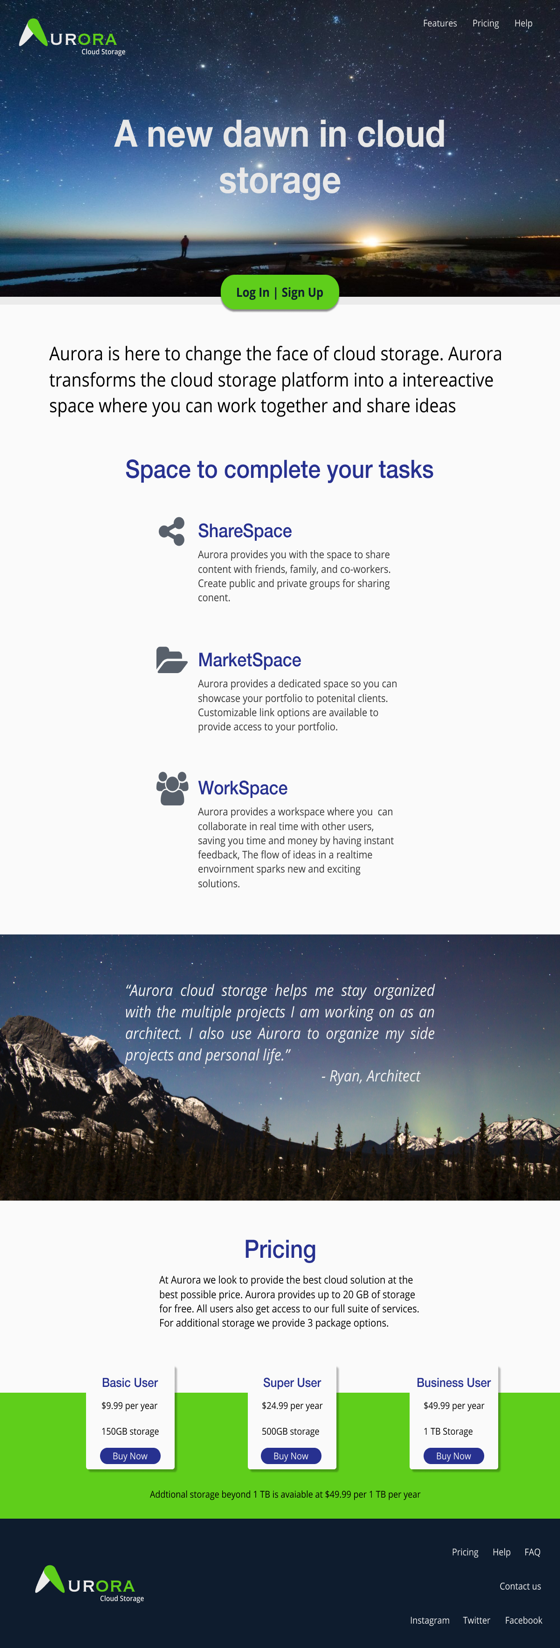 AURORA
Cloud Storage
Features Pricing Help
A new dawn in cloud
storage
Log In | Sign Up
Aurora is here to change the face of cloud storage. Aurora
transforms the cloud storage platform into a intereactive
space where you can work together and share ideas
Space to complete your tasks
ShareSpace
Aurora provides you with the space to share
content with friends, family, and co-workers.
Create public and private groups for sharing
conent.
MarketSpace
Aurora provides a dedicated space so you can
showcase your portfolio to potenital clients.
Customizable link options are available to
provide access to your portfolio.
WorkSpace
Aurora provides a workspace where you can
collaborate in real time with other users,
saving you time and money by having instant
feedback, The flow of ideas in a realtime
envoirnment sparks new and exciting
solutions.
“Aurora cloud storage helps me stay organized
with the multiple projects I am working on as an
architect. I also use Aurora to organize my side
projects and personal life.”
- Ryan, Architect
Pricing
At Aurora we look to provide the best cloud solution at the
best possible price. Aurora provides up to 20 GB of storage
for free. All users also get access to our full suite of services.
For additional storage we provide 3 package options.
Basic User
$9.99 per year
150GB storage
Buy Now
Super User
$24.99 per year
500GB storage
Buy Now
Business User
$49.99 per year
1 TB Storage
Buy Now
Addtional storage beyond 1 TB is avaiable at $49.99 per 1 TB per year
AURORA
Cloud Storage
Pricing Help FAQ
Contact us
Instagram Twitter Facebook